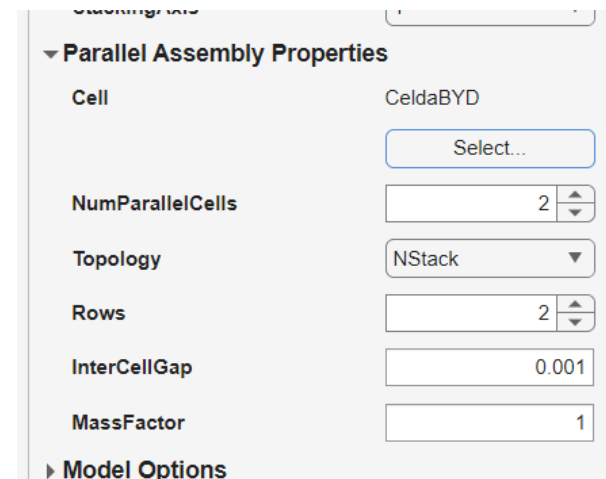 StackingAxis
Parallel Assembly Properties
Cell CeldaBYD
Select...
NumParallelCells 2
Topology NStack
Rows 2
InterCellGap 0.001
MassFactor 1
Model Options